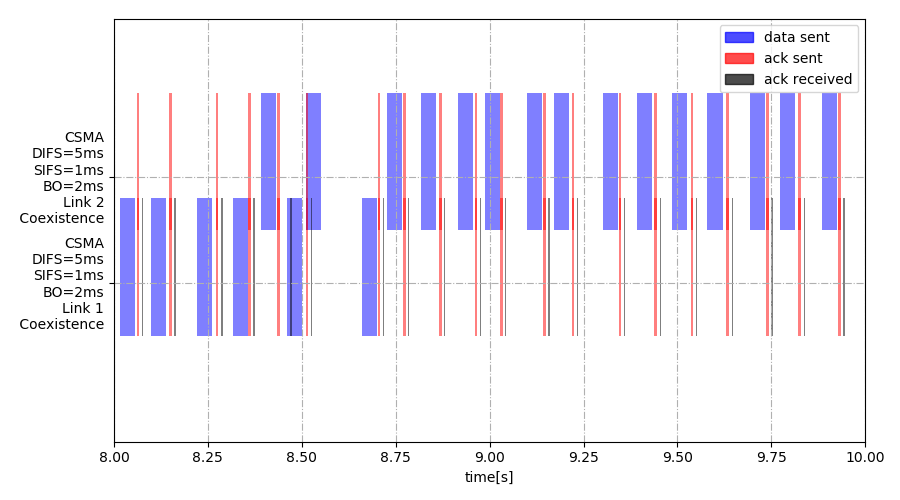 data sent
ack sent
ack received
CSMA
DIFS=5ms
SIFS=1ms
BO=2ms
Link 2
Coexistence
CSMA
DIFS=5ms
SIFS=1ms
BO=2ms
Link 1
Coexistence
8.00 8.25 8.50 8.75 9.00 9.25 9.50 9.75 10.00
time[s]